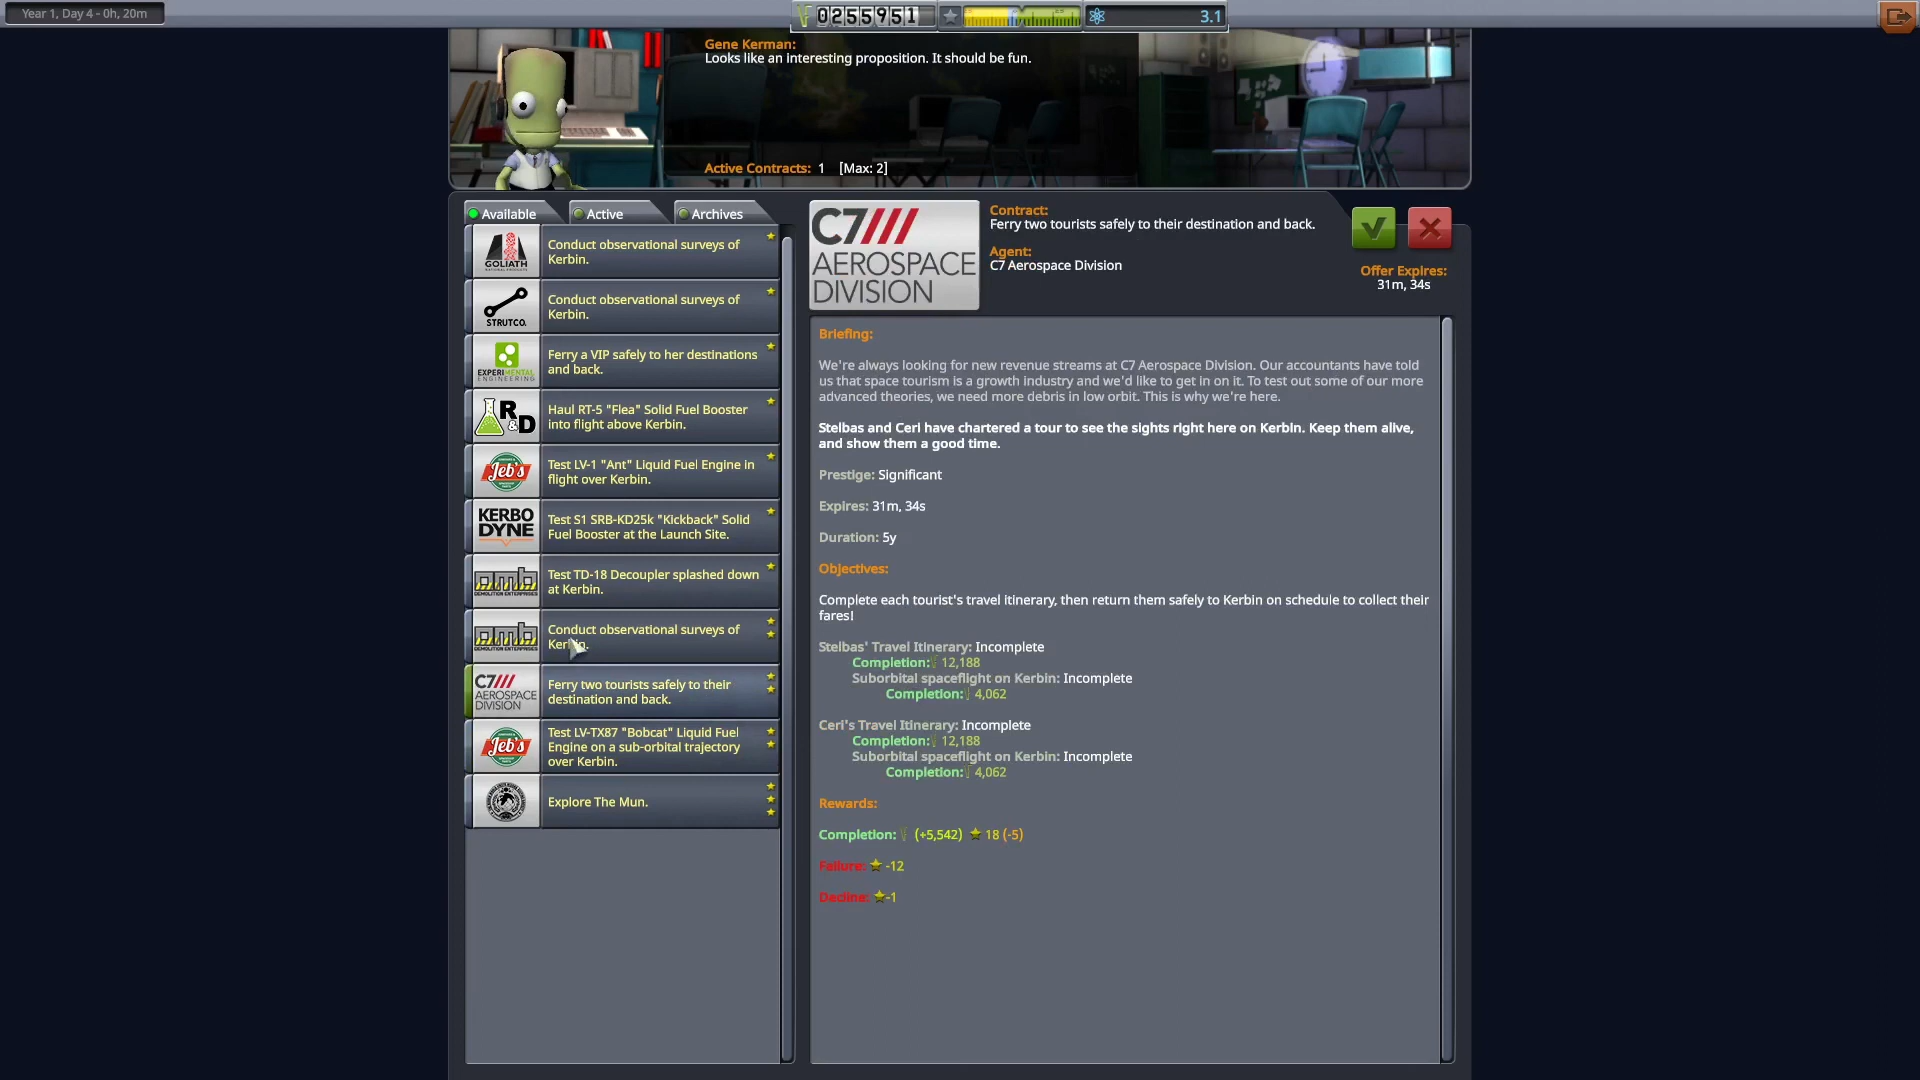 Year 1, Day 4 - 0h, 20m
0255951
3.1
Gene Kerman:
Looks like an interesting proposition. It should be fun.
Active Contracts: 1 [Max: 2]
Available
Active
Archives
GOLIATH
NATIONAL PRODUCTS
Conduct observational surveys of
Kerbin.
STRUTCO.
Conduct observational surveys of
Kerbin.
EXPERIMENTAL
ENGINEERING
Ferry a VIP safely to her destinations
and back.
R&D
Haul RT-5 "Flea" Solid Fuel Booster
into flight above Kerbin.
Jeb's
Test LV-1 "Ant" Liquid Fuel Engine in
flight over Kerbin.
KERBO
DYNE
Test S1 SRB-KD25k "Kickback" Solid
Fuel Booster at the Launch Site.
amb
DEMOLITION ENTERPRISES
Test TD-18 Decoupler splashed down
at Kerbin.
amb
DEMOLITION ENTERPRISES
Conduct observational surveys of
Kerbin.
C7
AEROSPACE
DIVISION
Ferry two tourists safely to their
destination and back.
Jeb's
Test LV-TX87 "Bobcat" Liquid Fuel
Engine on a sub-orbital trajectory
over Kerbin.
Explore The Mun.
C7
AEROSPACE
DIVISION
Contract:
Ferry two tourists safely to their destination and back.
Agent:
C7 Aerospace Division
Offer Expires:
31m, 34s
Briefing:
We're always looking for new revenue streams at C7 Aerospace Division. Our accountants have told
us that space tourism is a growth industry and we'd like to get in on it. To test out some of our more
advanced theories, we need more debris in low orbit. This is why we're here.
Stelbas and Ceri have chartered a tour to see the sights right here on Kerbin. Keep them alive,
and show them a good time.
Prestige: Significant
Expires: 31m, 34s
Duration: 5y
Objectives:
Complete each tourist's travel itinerary, then return them safely to Kerbin on schedule to collect their
fares!
Stelbas' Travel Itinerary: Incomplete
Completion: 12,188
Suborbital spaceflight on Kerbin: Incomplete
Completion: 4,062
Ceri's Travel Itinerary: Incomplete
Completion: 12,188
Suborbital spaceflight on Kerbin: Incomplete
Completion: 4,062
Rewards:
Completion: (+5,542) 18 (-5)
Failure: -12
Decline: -1